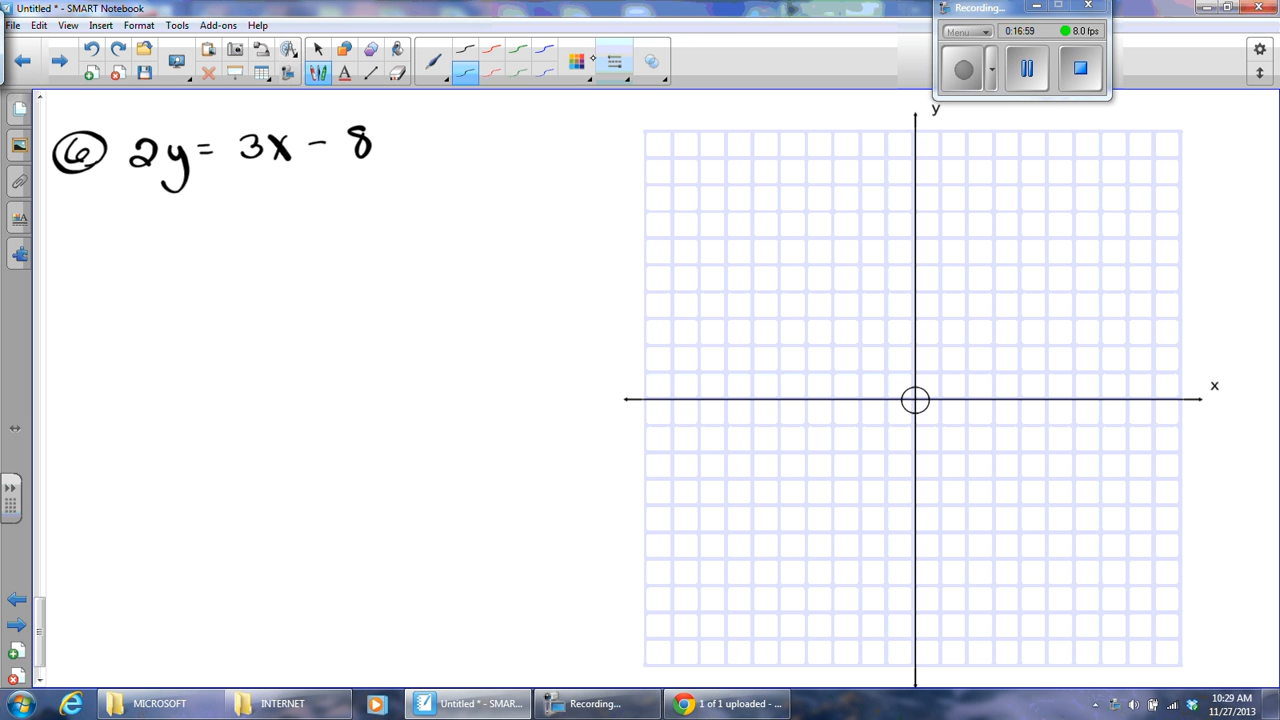 Untitled * - SMART Notebook
Recording...
File Edit View Insert Format Tools Add-ons Help
Menu 0:16:59 8.0 fps
y
⑥ 2y = 3x - 8
x
MICROSOFT INTERNET Untitled * - SMAR... Recording... 1 of 1 uploaded - ... 10:29 AM
11/27/2013